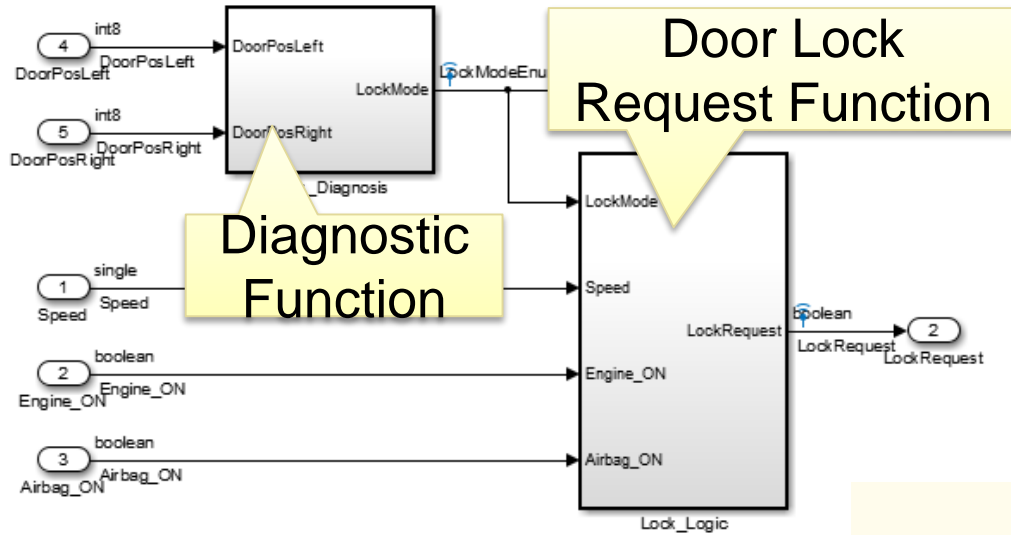 int8
4
DoorPosLeft
DoorPosLeft
DoorPosLeft
LockMode
int8
5
DoorPosRight
DoorPosRight
DoorPosRight
_Diagnosis
LockModeEnu
Door Lock
Request Function
Diagnostic
Function
single
1
Speed
Speed
boolean
2
Engine_ON
Engine_ON
boolean
3
Airbag_ON
Airbag_ON
LockMode
Speed
Engine_ON
Airbag_ON
LockRequest
Lock_Logic
boolean
LockRequest
2
LockRequest